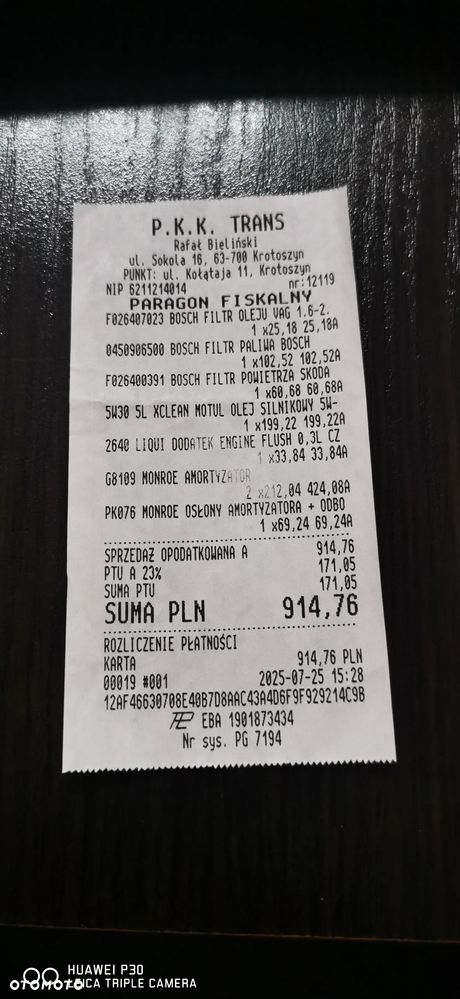 P.K.K. TRANS
Rafał Bieliński
ul. Sokola 16, 63-700 Krotoszyn
PUNKT: ul. Kołątaja 11, Krotoszyn
NIP 6211214014 nr:12119
PARAGON FISKALNY
F026407023 BOSCH FILTR OLEJU VAG 1.6-2.
1 x25,18 25,18A
0450906500 BOSCH FILTR PALIWA BOSCH
1 x102,52 102,52A
F026400391 BOSCH FILTR POWIETRZA SKODA
1 x60,68 60,68A
5W30 5L XCLEAN MOTUL OLEJ SILNIKOWY 5W-
1 x199,22 199,22A
2640 LIQUI DODATEK ENGINE FLUSH 0,3L CZ
1 x33,84 33,84A
G8109 MONROE AMORTYZATOR
2 x212,04 424,08A
PK076 MONROE OSŁONY AMORTYZATORA + ODBO
1 x69,24 69,24A
SPRZEDAŻ OPODATKOWANA A 914,76
PTU A 23% 171,05
SUMA PTU 171,05
SUMA PLN 914,76
ROZLICZENIE PŁATNOŚCI
KARTA 914,76 PLN
00019 #001 2025-07-25 15:28
12AF46630708E40B7D8AAC43A4D6F9F929214C9B
EBA 1901873434
Nr sys. PG 7194
HUAWEI P30
LEICA TRIPLE CAMERA
otomoto